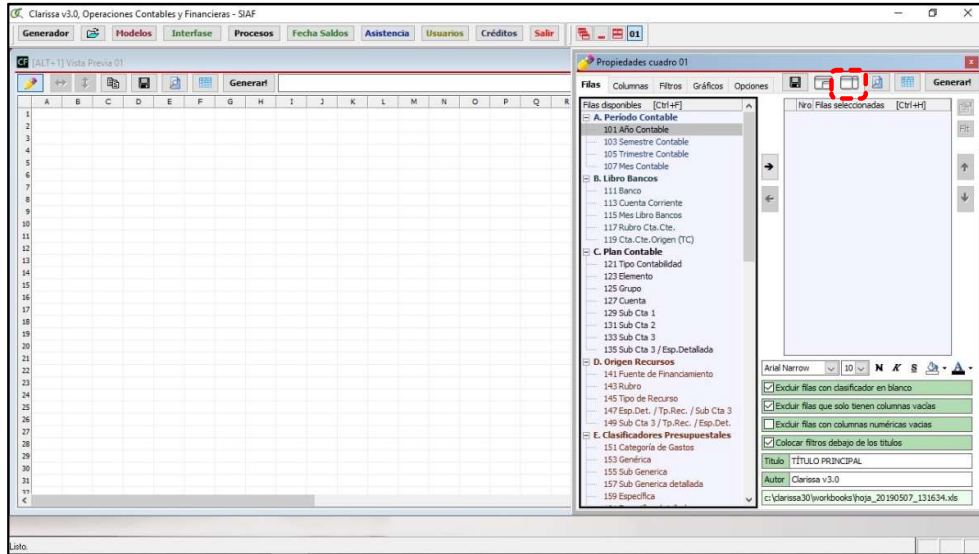 Clarissa v3.0, Operaciones Contables y Financieras - SIAF
Generador Modelos Interfase Procesos Fecha Saldos Asistencia Usuarios Créditos Salir 01
CF [ALT+1] Vista Previa 01
Generar!
A B C D E F G H I J K L M N O P Q R
1
2
3
4
5
6
7
8
9
10
11
12
13
14
15
16
17
18
19
20
21
22
23
24
25
26
27
28
29
30
31
Propiedades cuadro 01
Filas Columnas Filtros Gráficos Opciones Generar!
Filas disponibles [Ctrl+F]
A. Período Contable
101 Año Contable
103 Semestre Contable
105 Trimestre Contable
107 Mes Contable
B. Libro Bancos
111 Banco
113 Cuenta Corriente
115 Mes Libro Bancos
117 Rubro Cta.Cte.
119 Cta.Cte.Origen (TC)
C. Plan Contable
121 Tipo Contabilidad
123 Elemento
125 Grupo
127 Cuenta
129 Sub Cta 1
131 Sub Cta 2
133 Sub Cta 3
135 Sub Cta 3 / Esp.Detallada
D. Origen Recursos
141 Fuente de Financiamiento
143 Rubro
145 Tipo de Recurso
147 Esp.Det. / Tp.Rec. / Sub Cta 3
149 Sub Cta 3 / Tp.Rec. / Esp.Det.
E. Clasificadores Presupuestales
151 Categoría de Gastos
153 Genérica
155 Sub Generica
157 Sub Generica detallada
159 Específica
Nro Filas seleccionadas [Ctrl+H]
Flt
Arial Narrow 10 N K S A
Excluir filas con clasificador en blanco
Excluir filas que solo tienen columnas vacías
Excluir filas con columnas numéricas vacias
Colocar filtros debajo de los titulos
Titulo TÍTULO PRINCIPAL
Autor Clarissa v3.0
c:\clarissa30\workbooks\hoja_20190507_131634.xls
Listo.